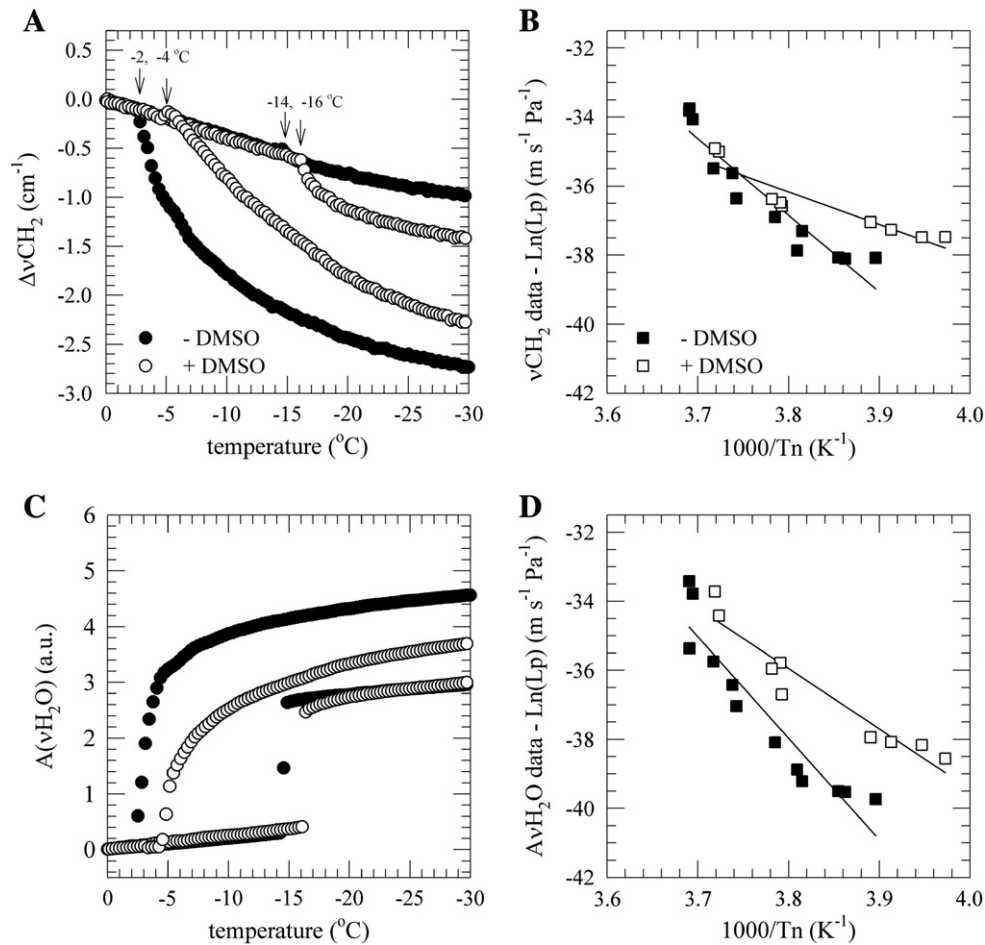 A
-2, -4 °C
-14, -16 °C
0.5
0.0
-0.5
-1.0
-1.5
-2.0
-2.5
-3.0
ΔνCH2 (cm-1)
- DMSO
+ DMSO
0 -5 -10 -15 -20 -25 -30
temperature (oC)
B
-32
-34
-36
-38
-40
-42
νCH2 data - Ln(Lp) (m s-1 Pa-1)
- DMSO
+ DMSO
3.6 3.7 3.8 3.9 4.0
1000/Tn (K-1)
C
6
5
4
3
2
1
0
A(νH2O) (a.u.)
0 -5 -10 -15 -20 -25 -30
temperature (oC)
D
-32
-34
-36
-38
-40
-42
AνH2O data - Ln(Lp) (m s-1 Pa-1)
3.6 3.7 3.8 3.9 4.0
1000/Tn (K-1)